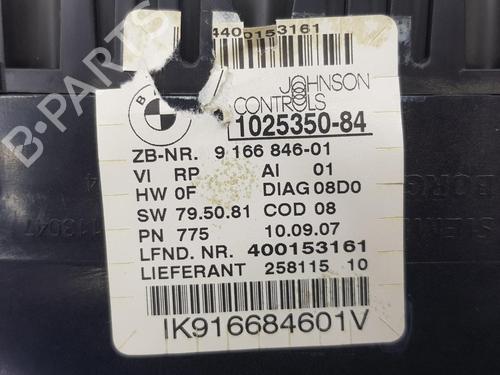 4400153161
B
JOHNSON
CONTROLS
1025350-84
ZB-NR. 9 166 846-01
VI RP AI 01
HW 0F DIAG 08D0
SW 79.50.81 COD 08
PN 775 10.09.07
LFND. NR. 400153161
LIEFERANT 258115 10
IK916684601V
B-PARTS